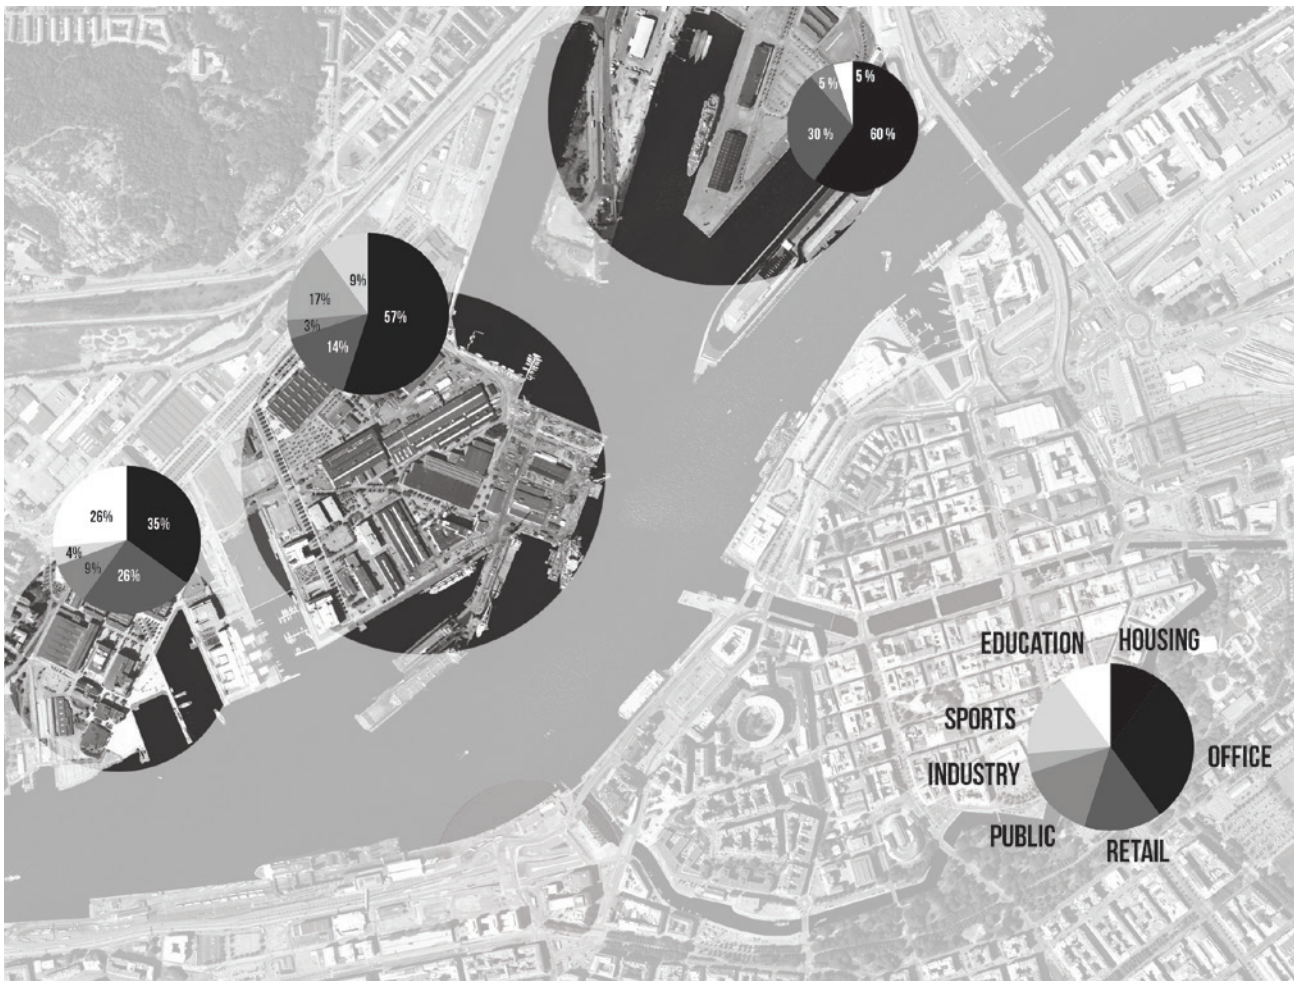 5 %
5 %
30 %
60 %
9%
17%
57%
3%
14%
26%
35%
4%
9%
26%
EDUCATION
HOUSING
SPORTS
OFFICE
INDUSTRY
PUBLIC
RETAIL